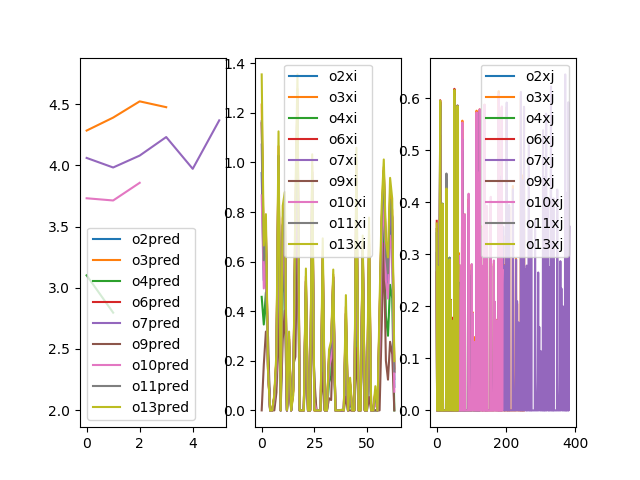 4.5
4.0
3.5
3.0
2.5
2.0
0
2
4
o2pred
o3pred
o4pred
o6pred
o7pred
o9pred
o10pred
o11pred
o13pred
1.4
1.2
1.0
0.8
0.6
0.4
0.2
0.0
0
25
50
o2xi
o3xi
o4xi
o6xi
o7xi
o9xi
o10xi
o11xi
o13xi
0.6
0.5
0.4
0.3
0.2
0.1
0.0
0
200
400
o2xj
o3xj
o4xj
o6xj
o7xj
o9xj
o10xj
o11xj
o13xj